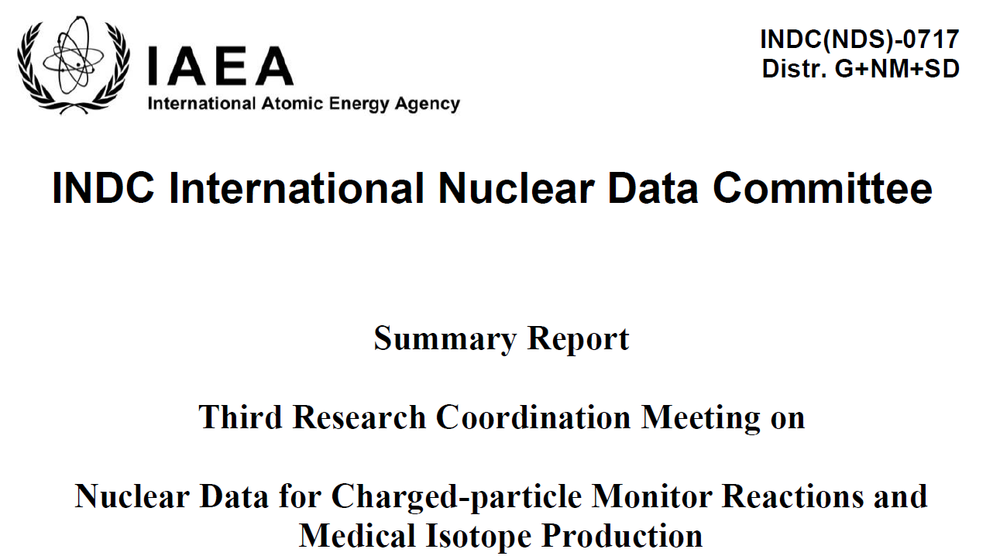 IAEA
International Atomic Energy Agency
INDC(NDS)-0717
Distr. G+NM+SD
INDC International Nuclear Data Committee
Summary Report
Third Research Coordination Meeting on
Nuclear Data for Charged-particle Monitor Reactions and
Medical Isotope Production